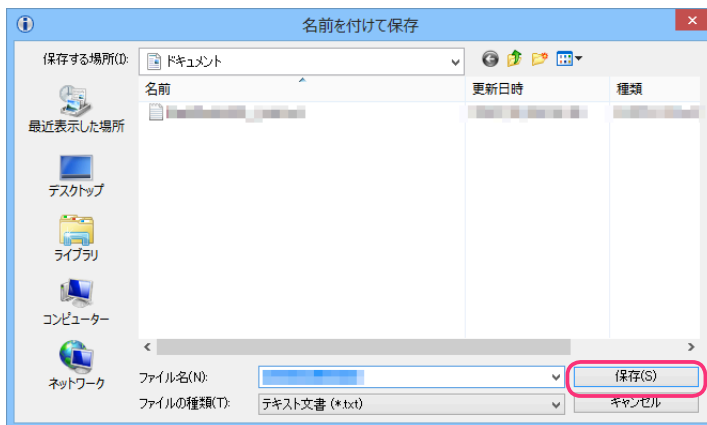 名前を付けて保存
保存する場所(I):
ドキュメント
名前
更新日時
種類
最近表示した場所
デスクトップ
ライブラリ
コンピューター
ネットワーク
ファイル名(N):
保存(S)
ファイルの種類(T):
テキスト文書 (*.txt)
キャンセル